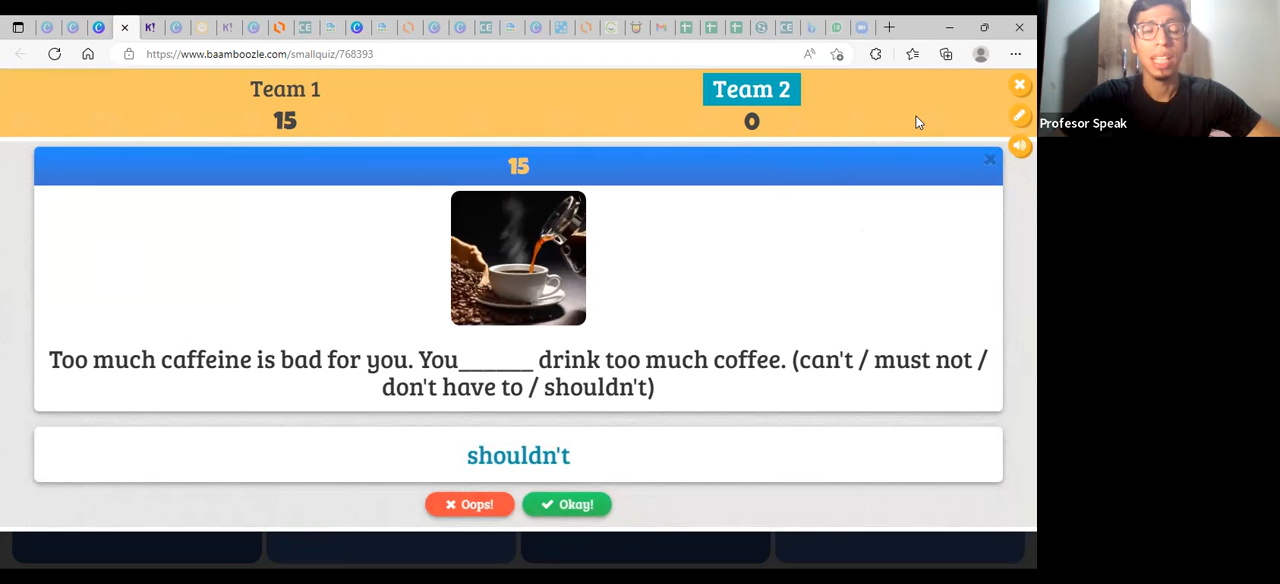 https://www.baamboozle.com/smallquiz/768393
Team 1
Team 2
15
0
Profesor Speak
15
Too much caffeine is bad for you. You______ drink too much coffee. (can't / must not /
don't have to / shouldn't)
shouldn't
Oops!
Okay!